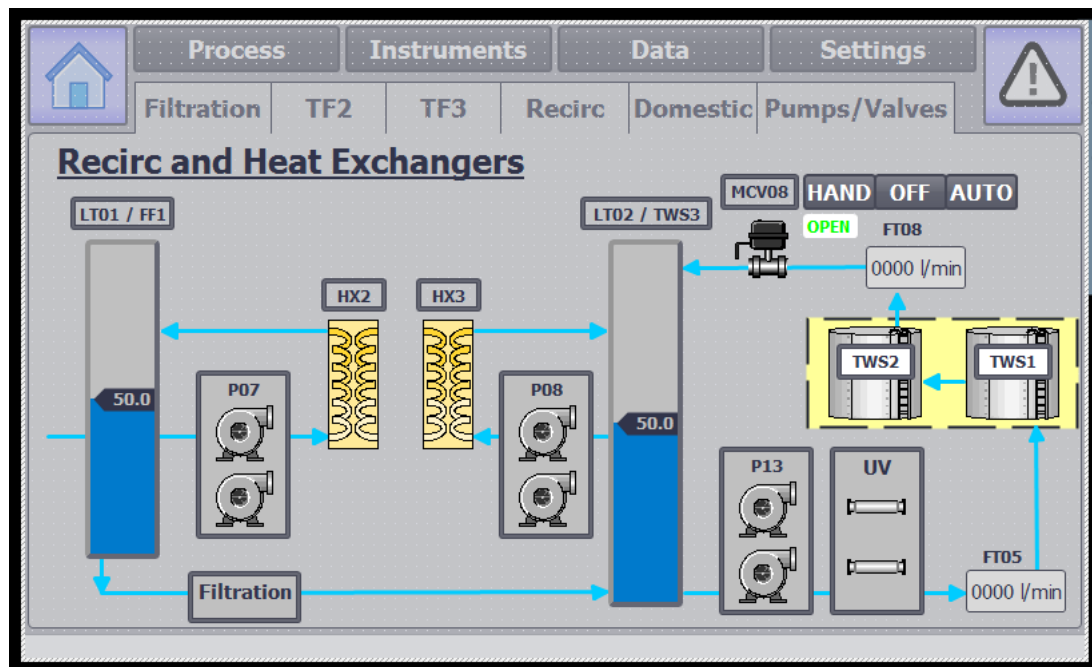 Process Instruments Data Settings
Filtration TF2 TF3 Recirc Domestic Pumps/Valves
Recirc and Heat Exchangers
LT01 / FF1
LT02 / TWS3
MCV08 HAND OFF AUTO
OPEN
FT08
0000 l/min
HX2
HX3
TWS2
TWS1
50.0
P07
P08
50.0
P13
UV
FT05
0000 l/min
Filtration